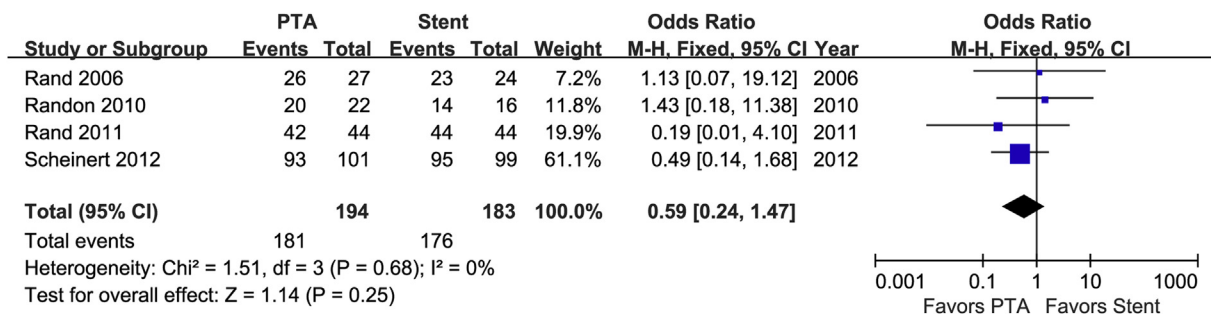 PTA Stent Odds Ratio Odds Ratio
Study or Subgroup Events Total Events Total Weight M-H, Fixed, 95% CI Year M-H, Fixed, 95% CI
Rand 2006 26 27 23 24 7.2% 1.13 [0.07, 19.12] 2006
Randon 2010 20 22 14 16 11.8% 1.43 [0.18, 11.38] 2010
Rand 2011 42 44 44 44 19.9% 0.19 [0.01, 4.10] 2011
Scheinert 2012 93 101 95 99 61.1% 0.49 [0.14, 1.68] 2012
Total (95% CI) 194 183 100.0% 0.59 [0.24, 1.47]
Total events 181 176
Heterogeneity: Chi² = 1.51, df = 3 (P = 0.68); I² = 0%
Test for overall effect: Z = 1.14 (P = 0.25)
0.001 0.1 1 10 1000
Favors PTA Favors Stent